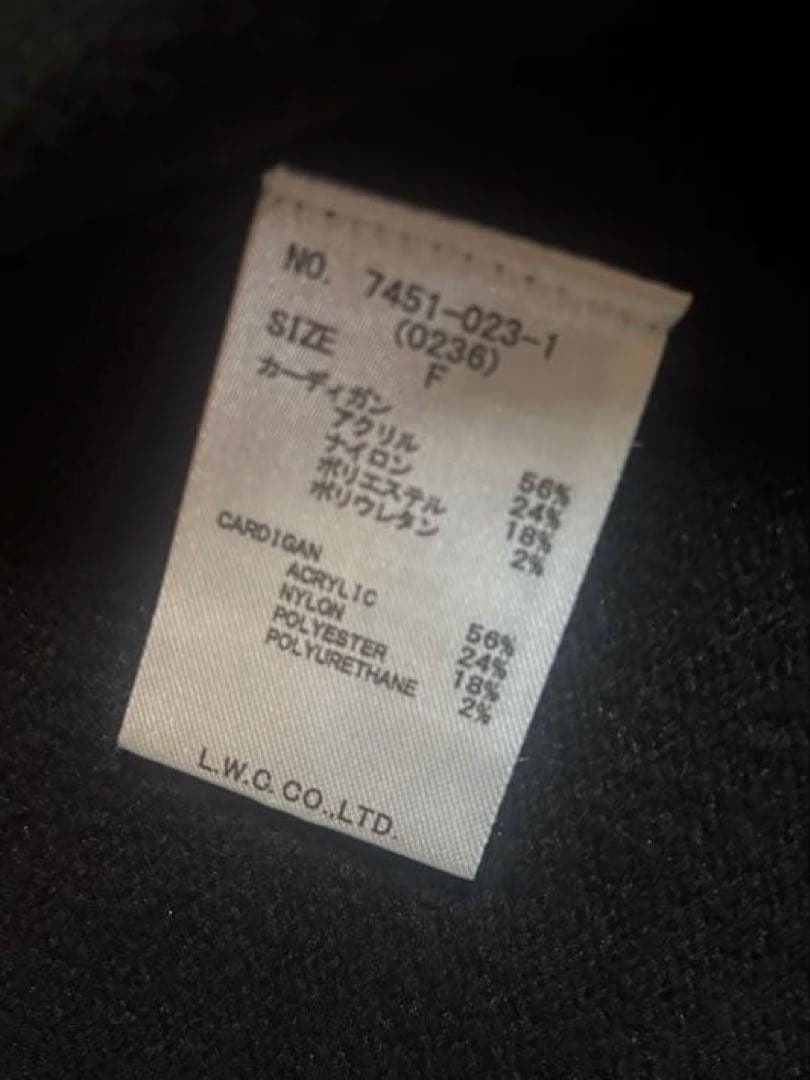 NO. 7451-023-1
(0236)
SIZE F
カーディガン
アクリル 56%
ナイロン 24%
ポリエステル 18%
ポリウレタン 2%
CARDIGAN
ACRYLIC 56%
NYLON 24%
POLYESTER 18%
POLYURETHANE 2%
L.W.C. CO.,LTD.